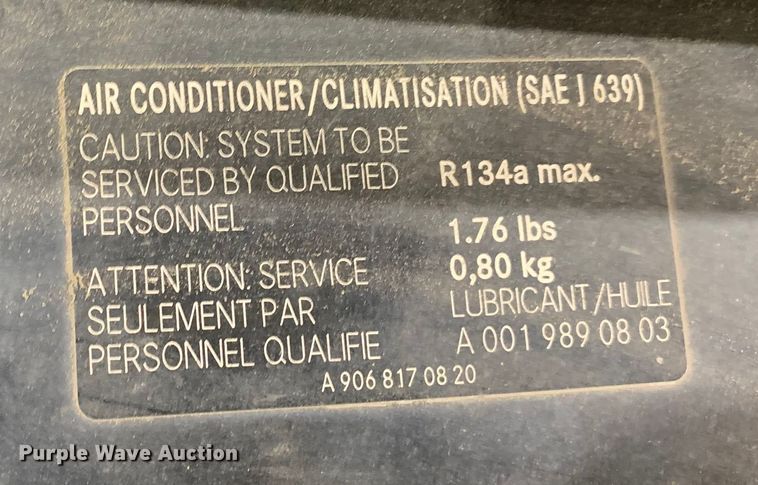 AIR CONDITIONER/CLIMATISATION (SAE J 639)
CAUTION: SYSTEM TO BE
SERVICED BY QUALIFIED
PERSONNEL
R134a max.
1.76 lbs
0,80 kg
ATTENTION: SERVICE
SEULEMENT PAR
PERSONNEL QUALIFIE
LUBRICANT/HUILE
A 001 989 08 03
A 906 817 08 20
Purple Wave Auction